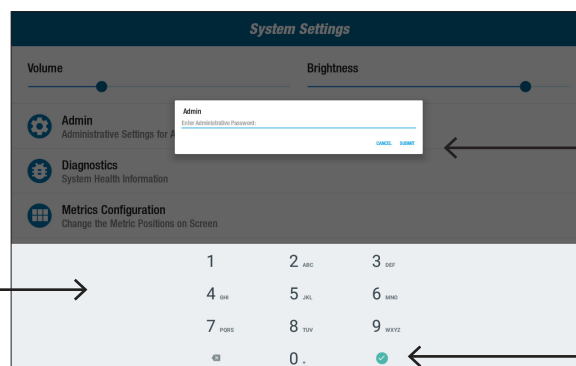 System Settings
Volume
Brightness
Admin
Administrative Settings for A
Admin
Enter Administrative Password:
CANCEL SUBMIT
Diagnostics
System Health Information
Metrics Configuration
Change the Metric Positions on Screen
1 2 ABC 3 DEF
4 GHI 5 JKL 6 MNO
7 PQRS 8 TUV 9 WXYZ
0